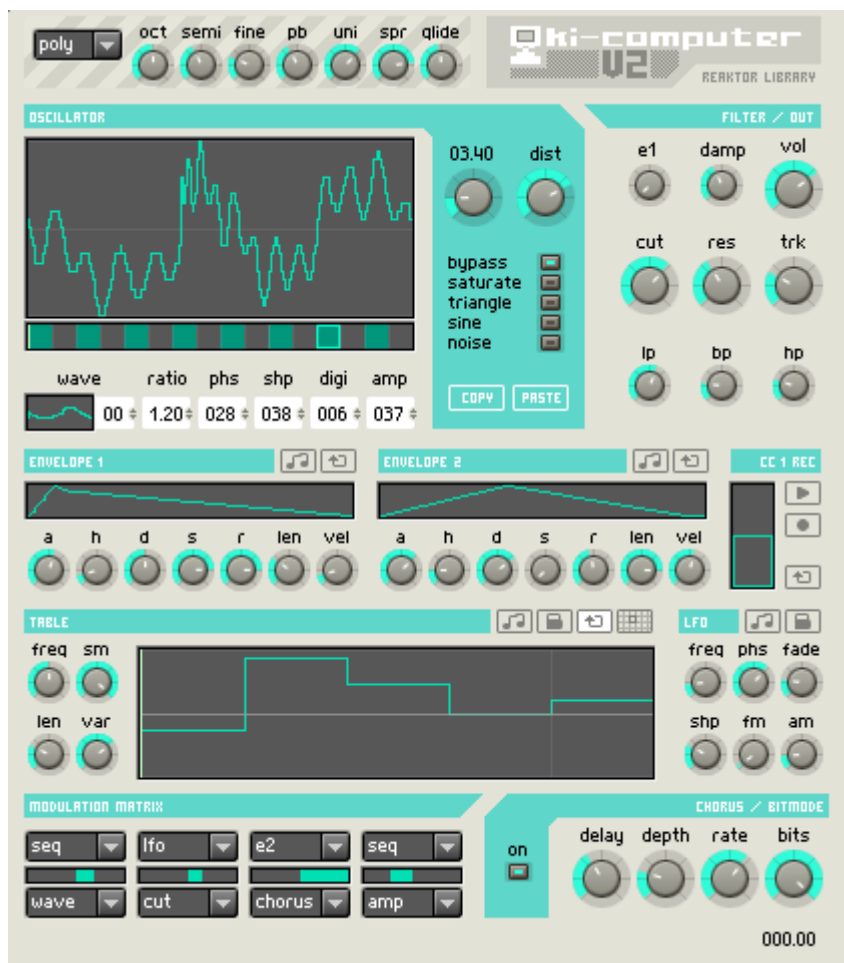 poly oct semi fine pb uni spr glide
ki-computer
V2
REAKTOR LIBRARY
OSCILLATOR
FILTER / OUT
03.40 dist
e1 damp vol
cut res trk
bypass
saturate
triangle
sine
noise
lp bp hp
wave ratio phs shp digi amp
00 1.20 028 038 006 037
COPY PASTE
ENVELOPE 1
ENVELOPE 2
CC 1 REC
a h d s r len vel
a h d s r len vel
TABLE
LFO
freq sm
freq phs fade
len var
shp fm am
MODULATION MATRIX
CHORUS / BITMODE
seq lfo e2 seq
wave cut chorus amp
on
delay depth rate bits
000.00